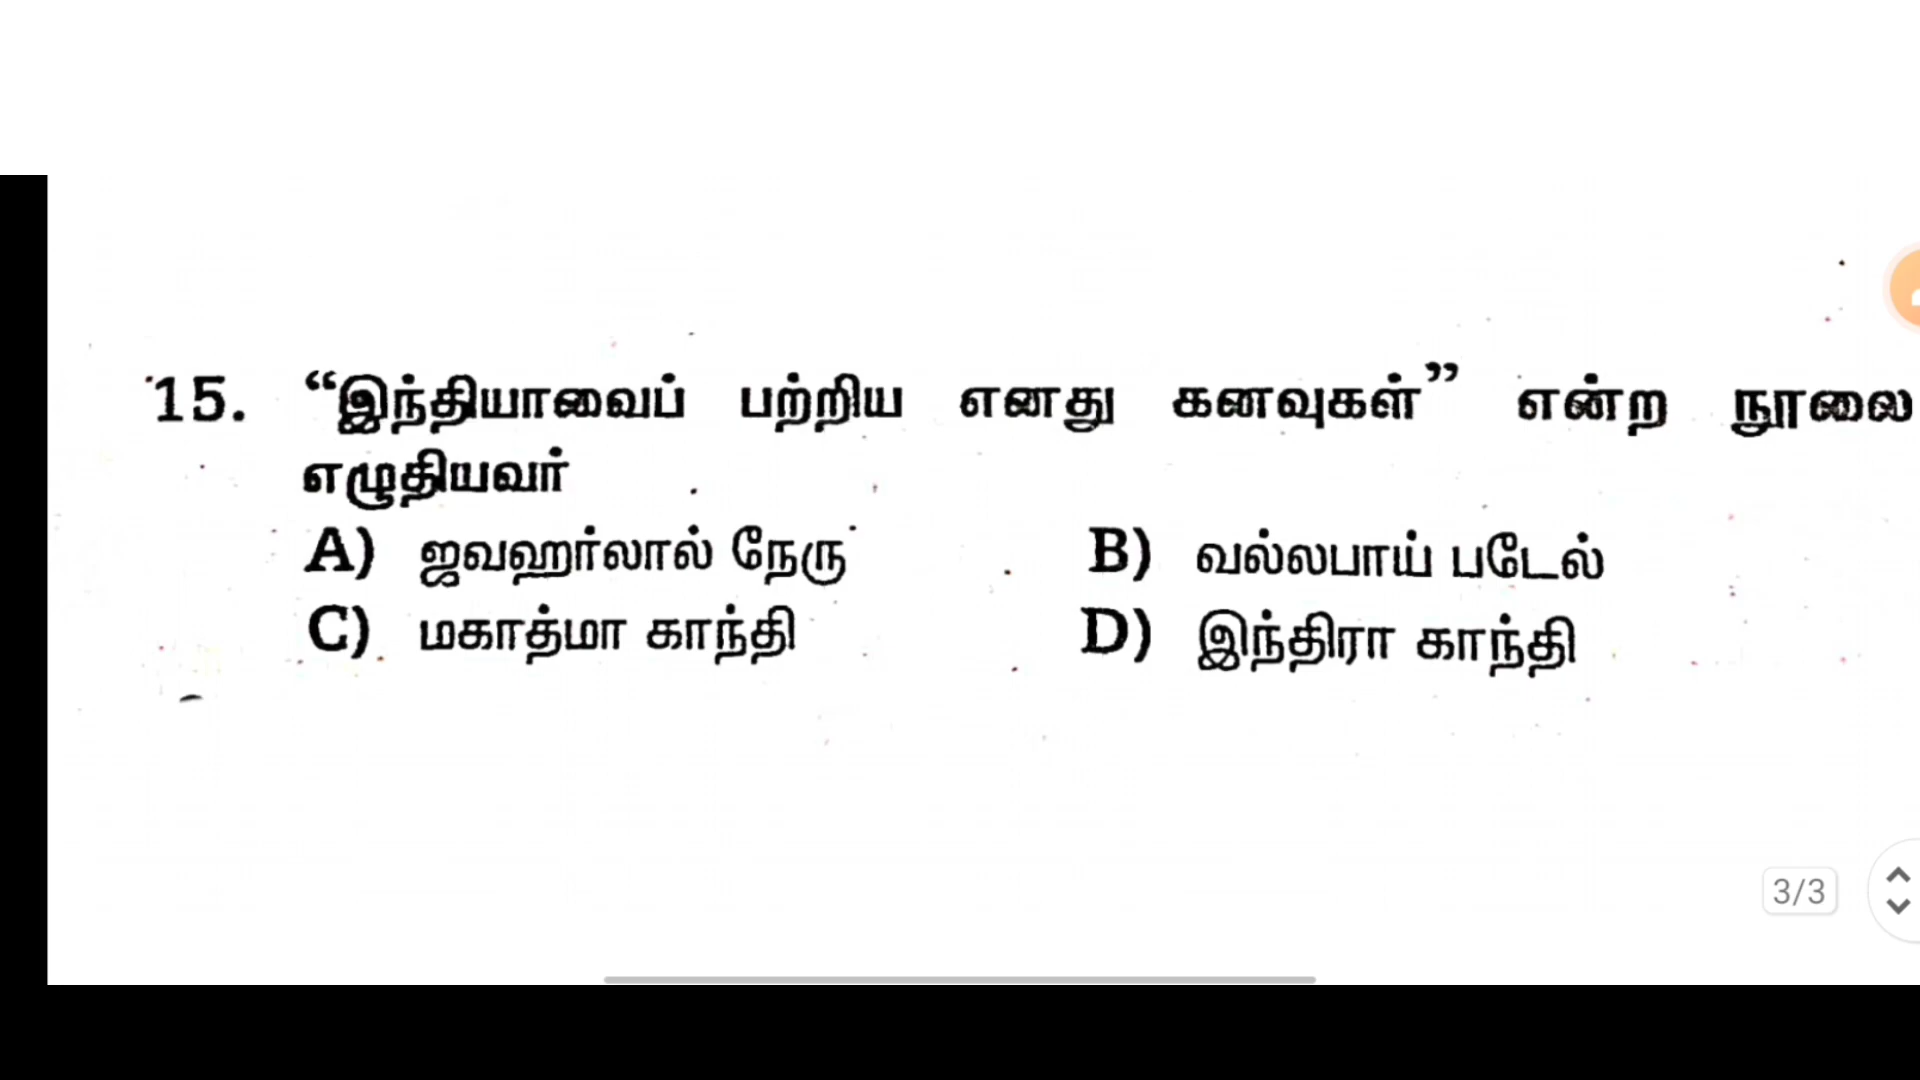 15. “இந்தியாவைப் பற்றிய எனது கனவுகள்” என்ற நூலை
எழுதியவர்
A) ஜவஹர்லால் நேரு B) வல்லபாய் படேல்
C) மகாத்மா காந்தி D) இந்திரா காந்தி
3/3